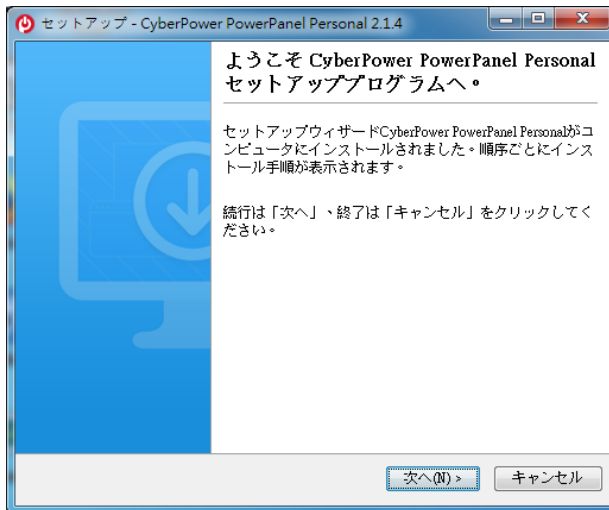 セットアップ - CyberPower PowerPanel Personal 2.1.4
ようこそ CyberPower PowerPanel Personal
セットアッププログラムへ。
セットアップウィザードCyberPower PowerPanel Personalがコ
ンピュータにインストールされました。順序ごとにインス
トール手順が表示されます。
続行は「次へ」、終了は「キャンセル」をクリックしてく
ださい。
次へ(N) >
キャンセル